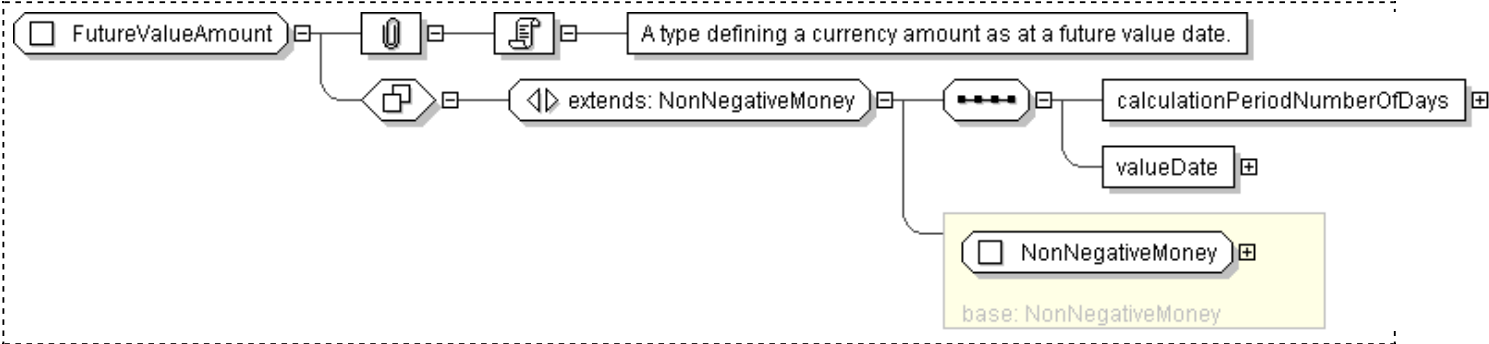 FutureValueAmount
A type defining a currency amount as at a future value date.
extends: NonNegativeMoney
calculationPeriodNumberOfDays
valueDate
NonNegativeMoney
base: NonNegativeMoney